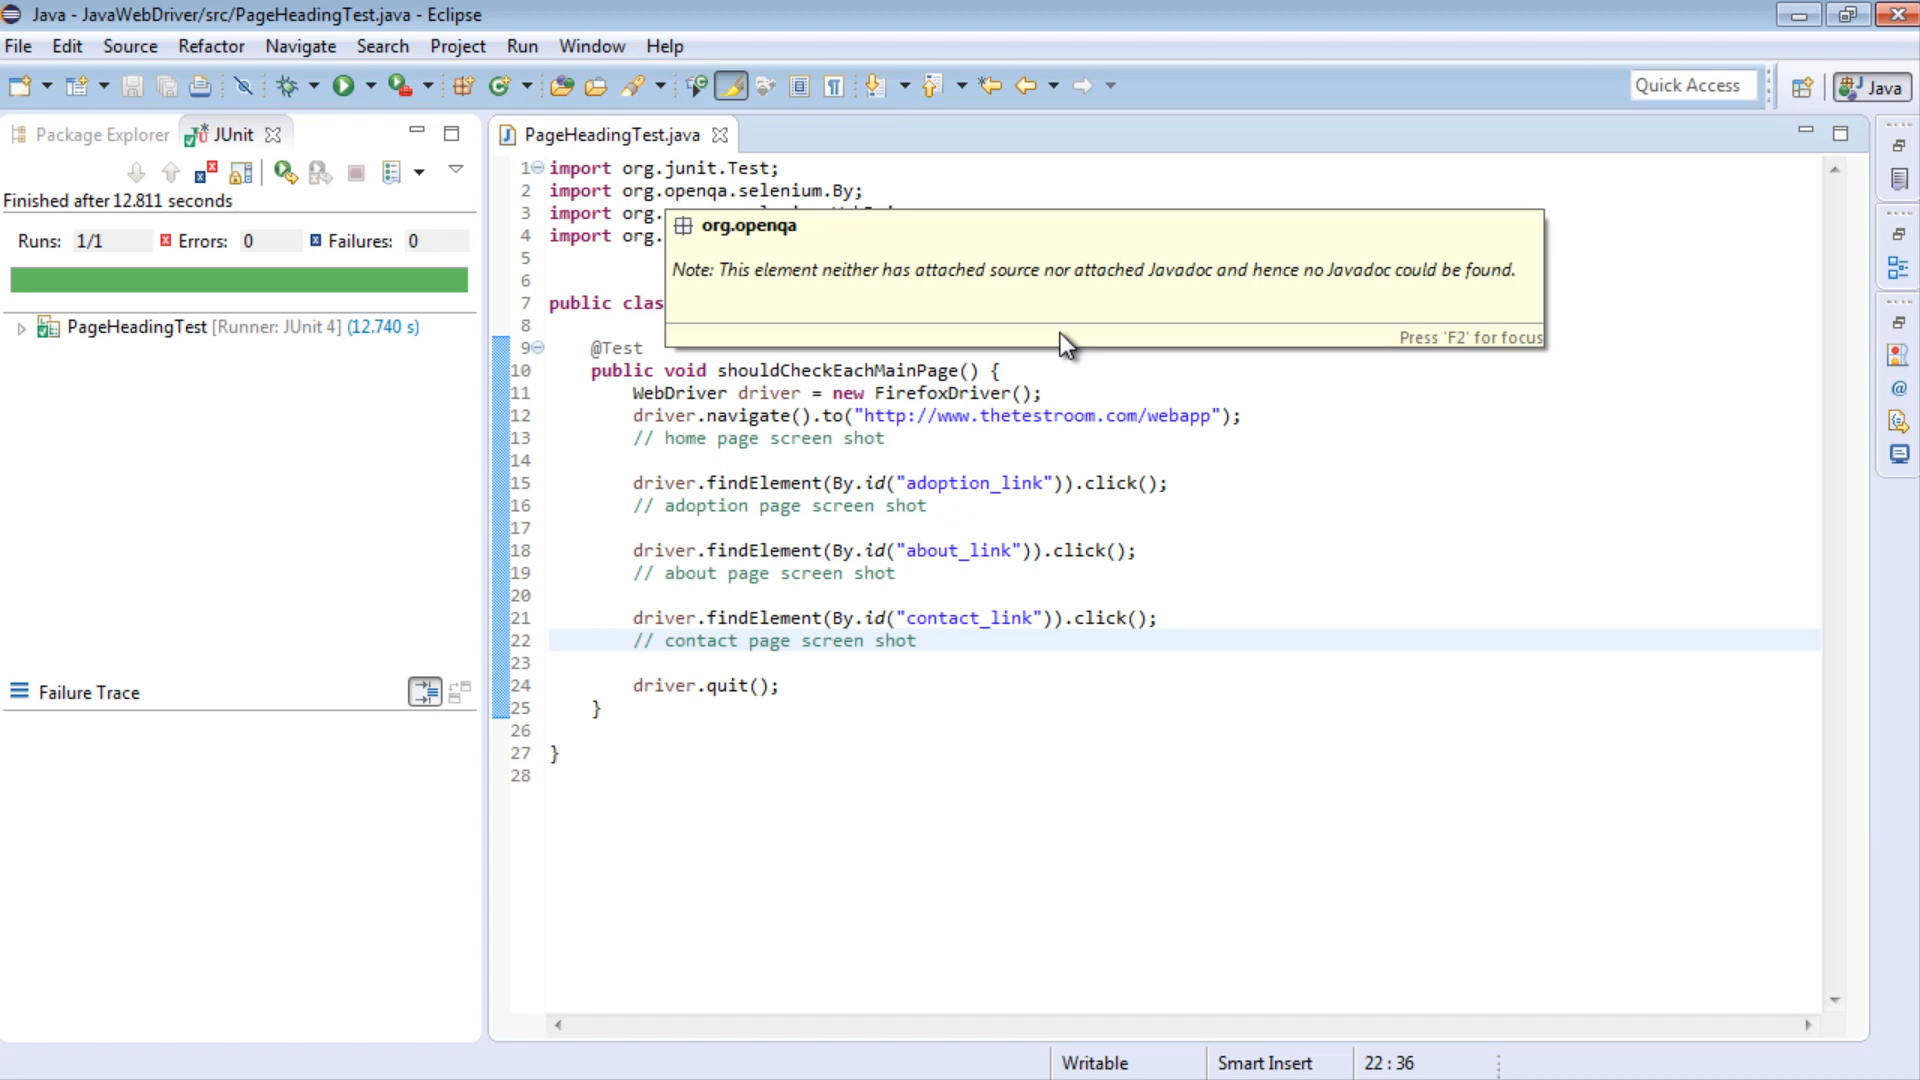 Java - JavaWebDriver/src/PageHeadingTest.java - Eclipse
File Edit Source Refactor Navigate Search Project Run Window Help
Quick Access
Java
Package Explorer
JUnit
PageHeadingTest.java
Finished after 12.811 seconds
Runs: 1/1 Errors: 0 Failures: 0
PageHeadingTest [Runner: JUnit 4] (12.740 s)
Failure Trace
1 import org.junit.Test;
2 import org.openqa.selenium.By;
3 import org.
4 import org.
5
6
7 public clas
8
9 @Test
10 public void shouldCheckEachMainPage() {
11 WebDriver driver = new FirefoxDriver();
12 driver.navigate().to("http://www.thetestroom.com/webapp");
13 // home page screen shot
14
15 driver.findElement(By.id("adoption_link")).click();
16 // adoption page screen shot
17
18 driver.findElement(By.id("about_link")).click();
19 // about page screen shot
20
21 driver.findElement(By.id("contact_link")).click();
22 // contact page screen shot
23
24 driver.quit();
25 }
26
27 }
28
org.openqa
Note: This element neither has attached source nor attached Javadoc and hence no Javadoc could be found.
Press 'F2' for focus
Writable Smart Insert 22 : 36